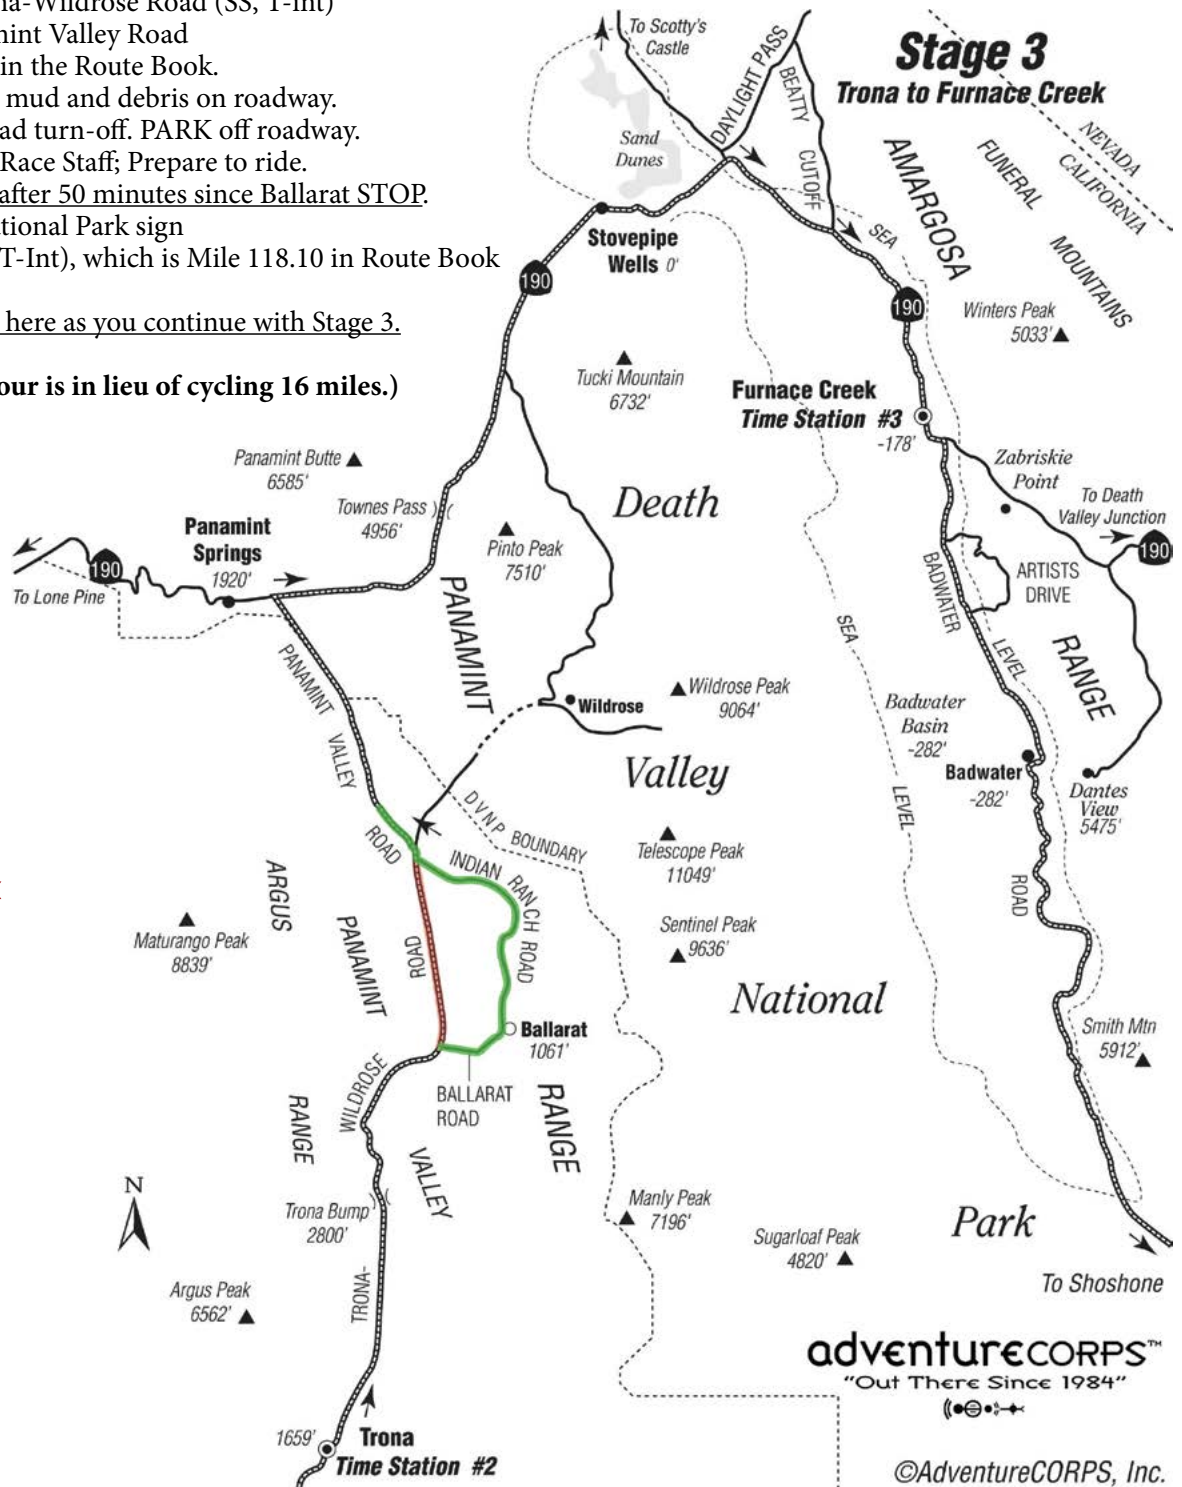 na-Wildrose Road (SS, T-int)
nint Valley Road
in the Route Book.
mud and debris on roadway.
ad turn-off. PARK off roadway.
Race Staff; Prepare to ride.
after 50 minutes since Ballarat STOP.
ational Park sign
T-Int), which is Mile 118.10 in Route Book
here as you continue with Stage 3.
our is in lieu of cycling 16 miles.)
Stage 3
Trona to Furnace Creek
To Scotty's
Castle
DAYLIGHT PASS
BEATTY
CUTOFF
Sand
Dunes
NEVADA
CALIFORNIA
AMARGOSA
FUNERAL
MOUNTAINS
SEA
Stovepipe
Wells 0'
190
190
Winters Peak
5033'
Tucki Mountain
6732'
Furnace Creek
Time Station #3
-178'
Zabriskie
Point
To Death
Valley Junction
190
Panamint Butte
6585'
Townes Pass
4956'
Death
Panamint
Springs
1920'
190
To Lone Pine
Pinto Peak
7510'
PANAMINT
BADWATER
ARTISTS
DRIVE
SEA
LEVEL
RANGE
PANAMINT
VALLEY
ROAD
Wildrose
Wildrose Peak
9064'
Badwater
Basin
-282'
Badwater
-282'
Dantes
View
5475'
Valley
LEVEL
DVNP BOUNDARY
Telescope Peak
11049'
INDIAN RANCH ROAD
ROAD
ARGUS
Maturango Peak
8839'
PANAMINT
ROAD
Sentinel Peak
9636'
National
Ballarat
1061'
Smith Mtn
5912'
WILDROSE
BALLARAT
ROAD
RANGE
RANGE
VALLEY
N
Trona Bump
2800'
Manly Peak
7196'
Park
Sugarloaf Peak
4820'
To Shoshone
Argus Peak
6562'
TRONA-
adventureCORPS™
"Out There Since 1984"
1659'
Trona
Time Station #2
©AdventureCORPS, Inc.